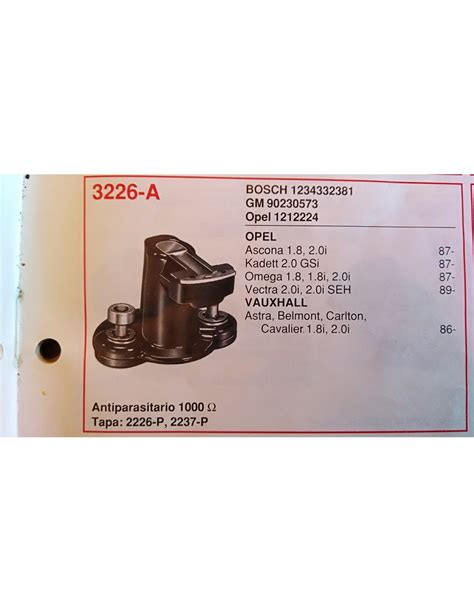 3226-A
BOSCH 1234332381
GM 90230573
Opel 1212224
OPEL
Ascona 1.8, 2.0i 87-
Kadett 2.0 GSi 87-
Omega 1.8, 1.8i, 2.0i 87-
Vectra 2.0i, 2.0i SEH 89-
VAUXHALL
Astra, Belmont, Carlton,
Cavalier 1.8i, 2.0i 86-
Antiparasitario 1000 Ω
Tapa: 2226-P, 2237-P